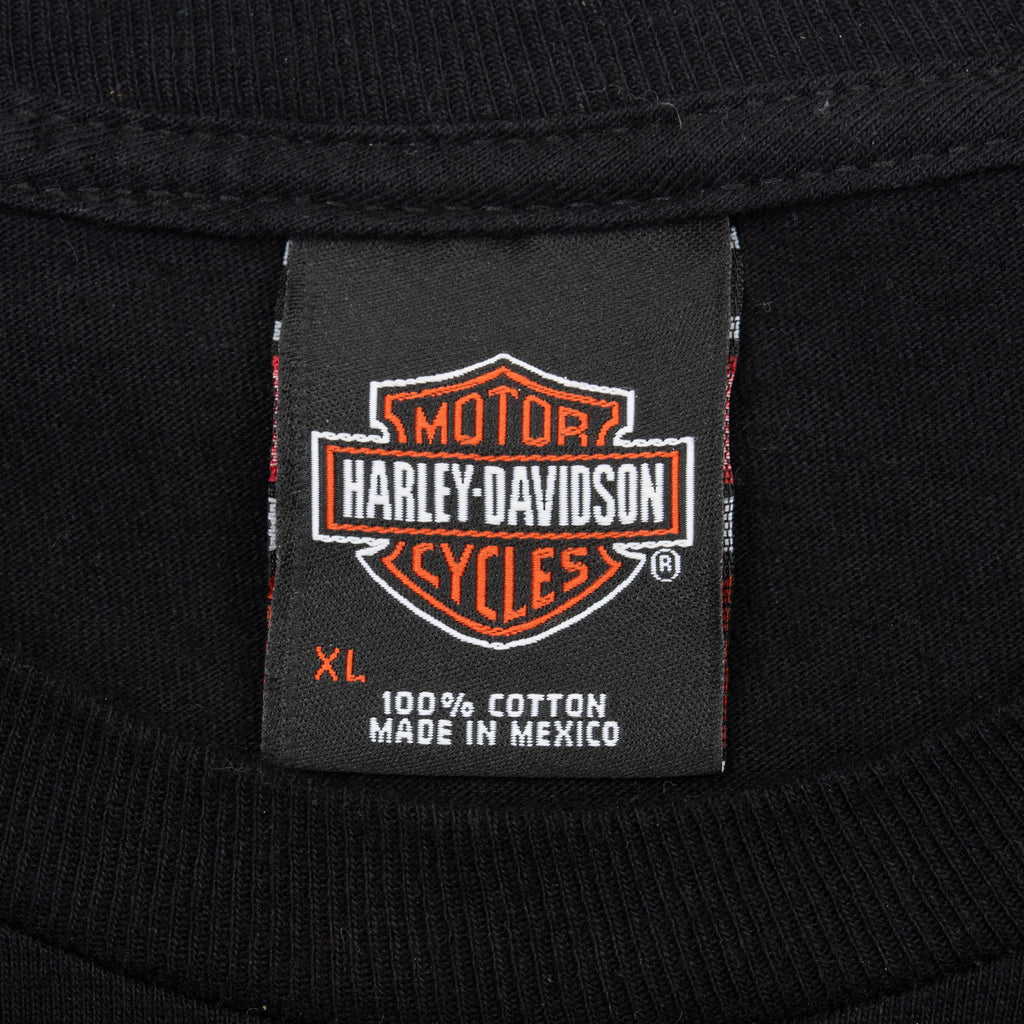 MOTOR
HARLEY-DAVIDSON
CYCLES
®
XL
100% COTTON
MADE IN MEXICO